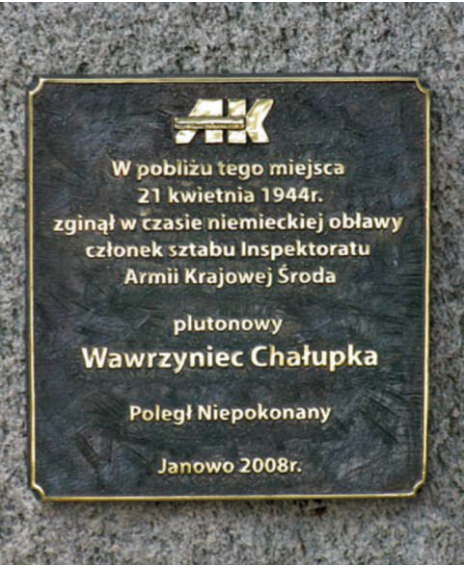 AK
W pobliżu tego miejsca
21 kwietnia 1944r.
zginął w czasie niemieckiej obławy
członek sztabu Inspektoratu
Armii Krajowej Środa
plutonowy
Wawrzyniec Chałupka
Poległ Niepokonany
Janowo 2008r.